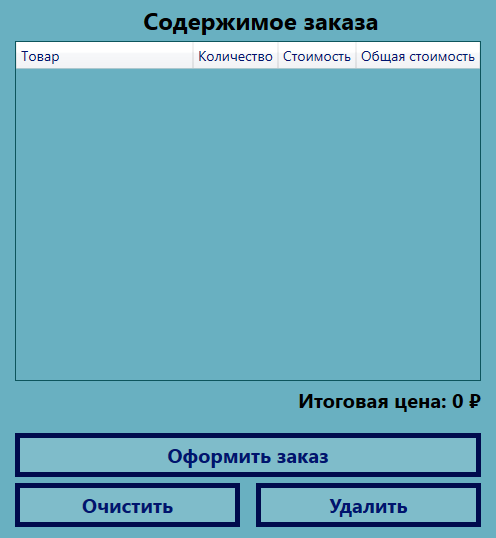 Содержимое заказа
Товар Количество Стоимость Общая стоимость
Итоговая цена: 0 ₽
Оформить заказ
Очистить Удалить